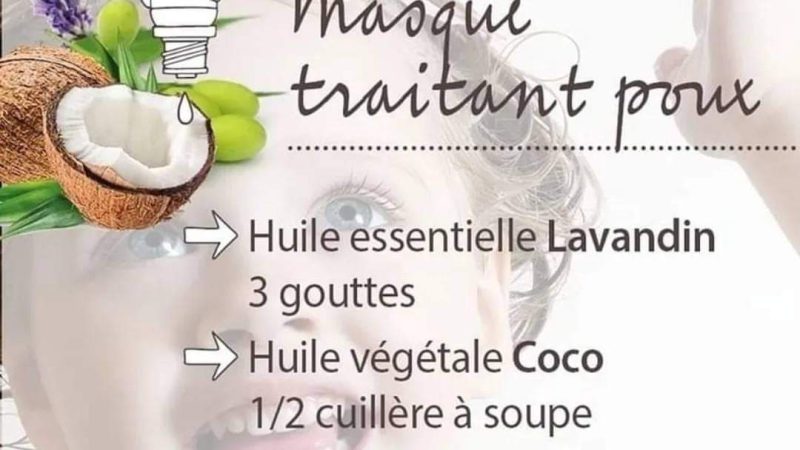 Masque
traitant poux
Huile essentielle Lavandin
3 gouttes
Huile végétale Coco
1/2 cuillère à soupe